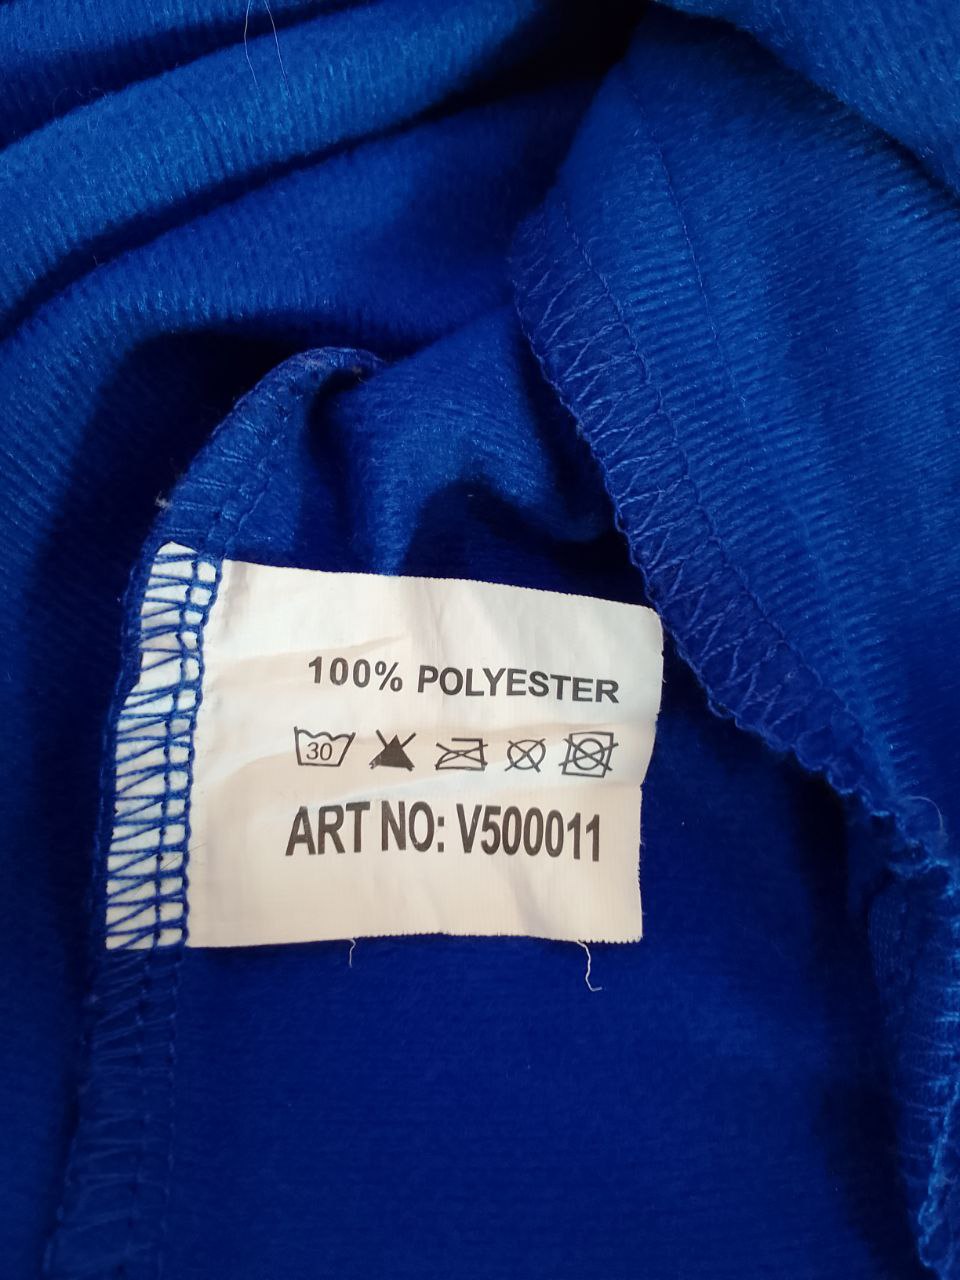 100% POLYESTER
30
ART NO: V500011